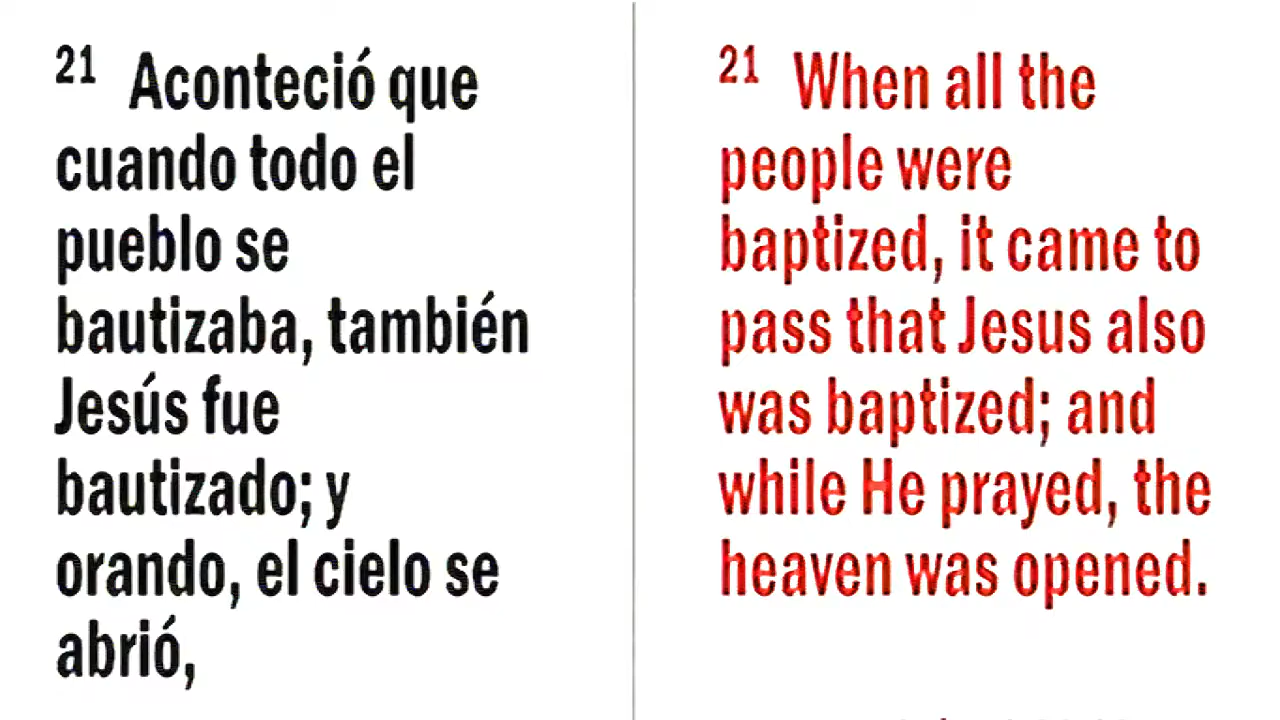 21 Aconteció que
cuando todo el
pueblo se
bautizaba, también
Jesús fue
bautizado; y
orando, el cielo se
abrió,
21 When all the
people were
baptized, it came to
pass that Jesus also
was baptized; and
while He prayed, the
heaven was opened.